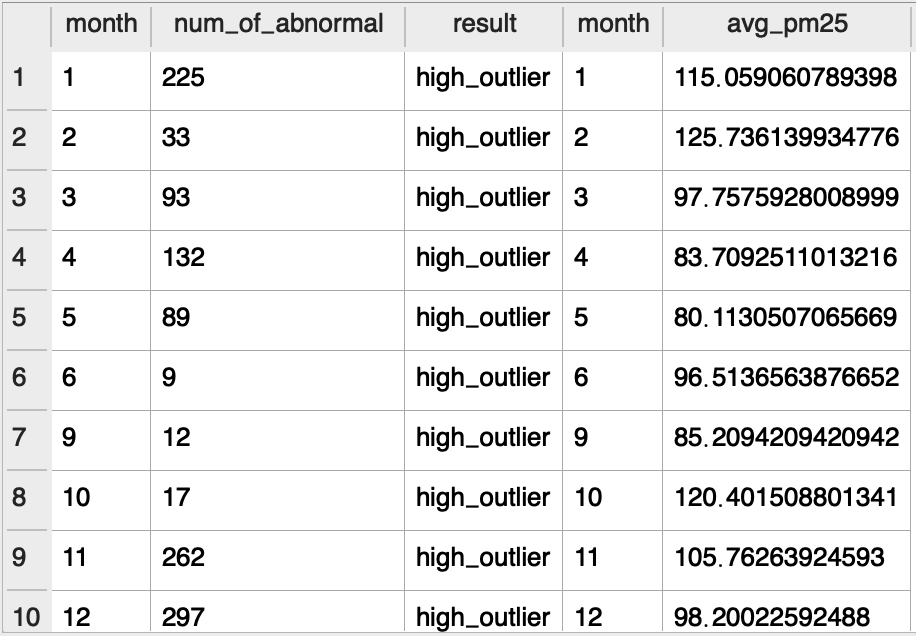 month num_of_abnormal result month avg_pm25
1 1 225 high_outlier 1 115.059060789398
2 2 33 high_outlier 2 125.736139934776
3 3 93 high_outlier 3 97.7575928008999
4 4 132 high_outlier 4 83.7092511013216
5 5 89 high_outlier 5 80.1130507065669
6 6 9 high_outlier 6 96.5136563876652
7 9 12 high_outlier 9 85.2094209420942
8 10 17 high_outlier 10 120.401508801341
9 11 262 high_outlier 11 105.76263924593
10 12 297 high_outlier 12 98.20022592488